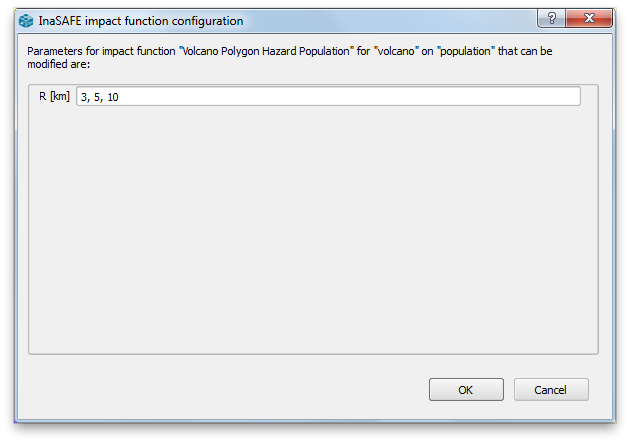 InaSAFE impact function configuration
Parameters for impact function "Volcano Polygon Hazard Population" for "volcano" on "population" that can be
modified are:
R [km] 3, 5, 10
OK Cancel